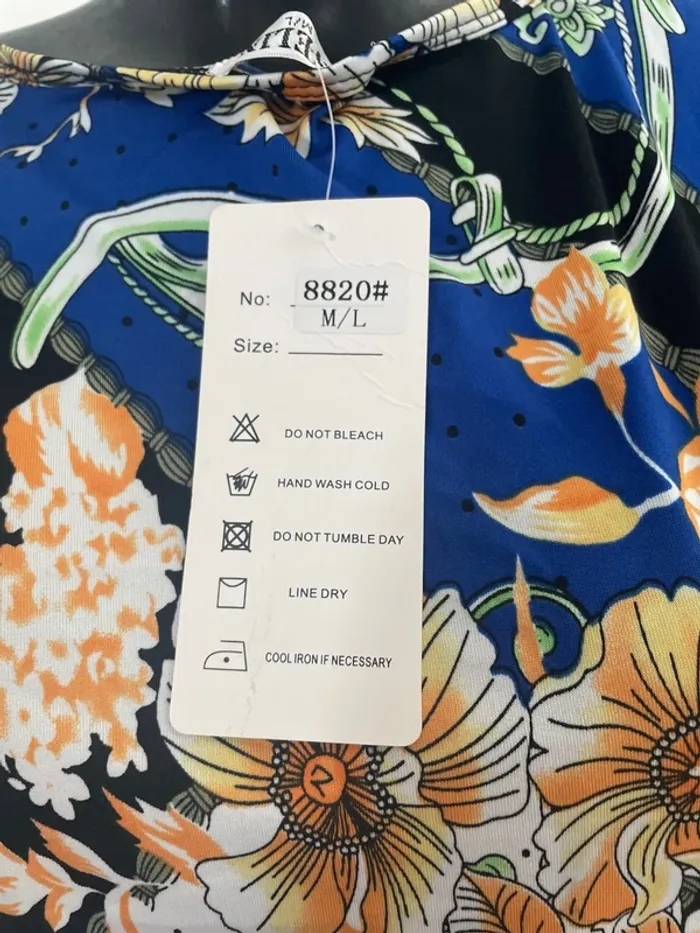 M/L
No: 8820#
M/L
Size:
DO NOT BLEACH
HAND WASH COLD
DO NOT TUMBLE DAY
LINE DRY
COOL IRON IF NECESSARY